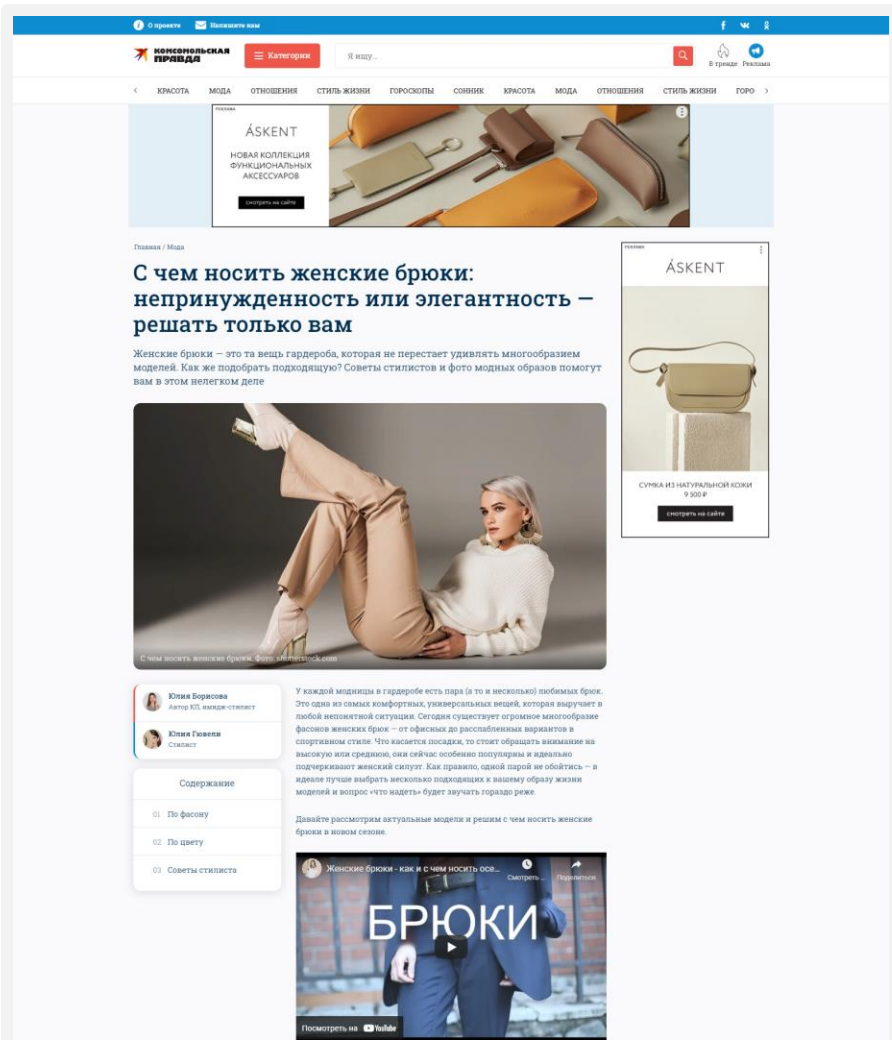 О проекте
Напишите нам
КОМСОМОЛЬСКАЯ
ПРАВДА
Категории
Я ищу...
В тренде
Реклама
КРАСОТА
МОДА
ОТНОШЕНИЯ
СТИЛЬ ЖИЗНИ
ГОРОСКОПЫ
СОННИК
КРАСОТА
МОДА
ОТНОШЕНИЯ
СТИЛЬ ЖИЗНИ
ГОРО
РЕКЛАМА
ÁSKENT
НОВАЯ КОЛЛЕКЦИЯ
ФУНКЦИОНАЛЬНЫХ
АКСЕССУАРОВ
смотреть на сайте
Главная / Мода
С чем носить женские брюки:
непринужденность или элегантность —
решать только вам
Женские брюки — это та вещь гардероба, которая не перестает удивлять многообразием
моделей. Как же подобрать подходящую? Советы стилистов и фото модных образов помогут
вам в этом нелегком деле
РЕКЛАМА
ÁSKENT
СУМКА ИЗ НАТУРАЛЬНОЙ КОЖИ
9 500 ₽
смотреть на сайте
С чем носить женские брюки. Фото: shutterstock.com
Юлия Борисова
Автор КП, имидж-стилист
Юлия Гювели
Стилист
Содержание
01 По фасону
02 По цвету
03 Советы стилиста
У каждой модницы в гардеробе есть пара (а то и несколько) любимых брюк.
Это одна из самых комфортных, универсальных вещей, которая выручает в
любой непонятной ситуации. Сегодня существует огромное многообразие
фасонов женских брюк — от офисных до расслабленных вариантов в
спортивном стиле. Что касается посадки, то стоит обращать внимание на
высокую или среднюю, они сейчас особенно популярны и идеально
подчеркивают женский силуэт. Как правило, одной парой не обойтись — в
идеале лучше выбрать несколько подходящих к вашему образу жизни
моделей и вопрос «что надеть» будет звучать гораздо реже.
Давайте рассмотрим актуальные модели и решим с чем носить женские
брюки в новом сезоне.
Женские брюки - как и с чем носить осе...
Смотреть ...
Поделиться
БРЮКИ
Посмотреть на YouTube